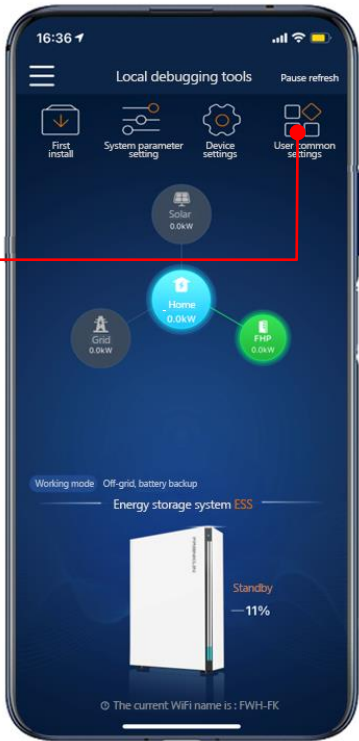 16:36
Local debugging tools
Pause refresh
First
install
System parameter
setting
Device
settings
User common
settings
Solar
0.0kW
Home
0.0kW
Grid
0.0kW
FHP
0.0kW
Working mode Off-grid, battery backup
Energy storage system ESS
Standby
11%
The current WiFi name is : FWH-FK